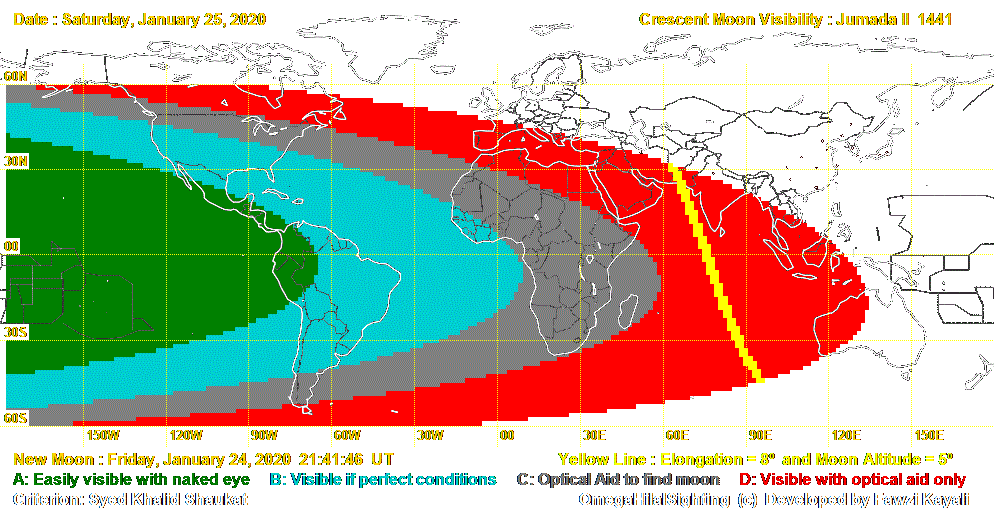 Date : Saturday, January 25, 2020 Crescent Moon Visibility : Jumada II 1441
60N
30N
00
30S
60S
150W 120W 90W 60W 30W 00 30E 60E 90E 120E 150E
New Moon : Friday, January 24, 2020 21:41:46 UT Yellow Line : Elongation = 8° and Moon Altitude = 5°
A: Easily visible with naked eye B: Visible if perfect conditions C: Optical Aid to find moon D: Visible with optical aid only
Criterion: Syed Khalid Shaukat OmegaHilalSighting (c) Developed by Fawzi Kayali